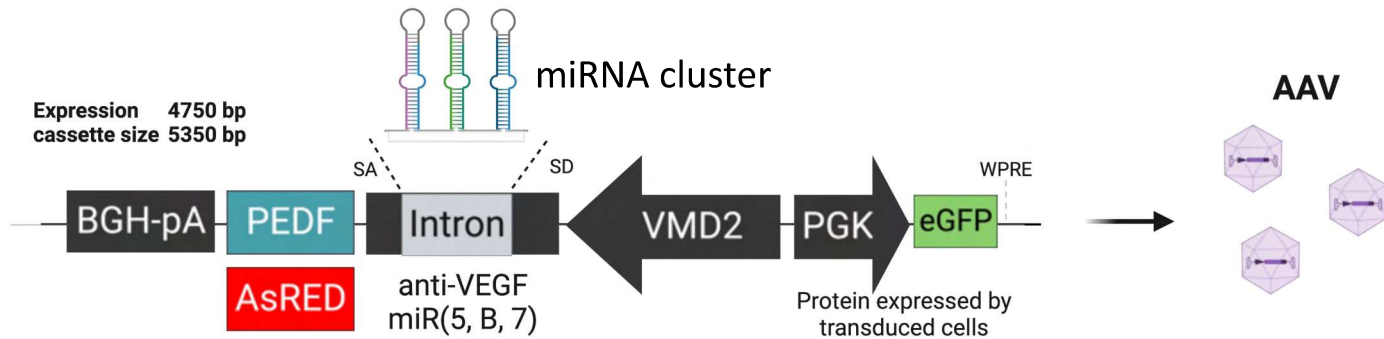 miRNA cluster
AAV
Expression 4750 bp
cassette size 5350 bp
SA
SD
WPRE
BGH-pA
PEDF
Intron
VMD2
PGK
eGFP
AsRED
anti-VEGF
miR(5, B, 7)
Protein expressed by
transduced cells